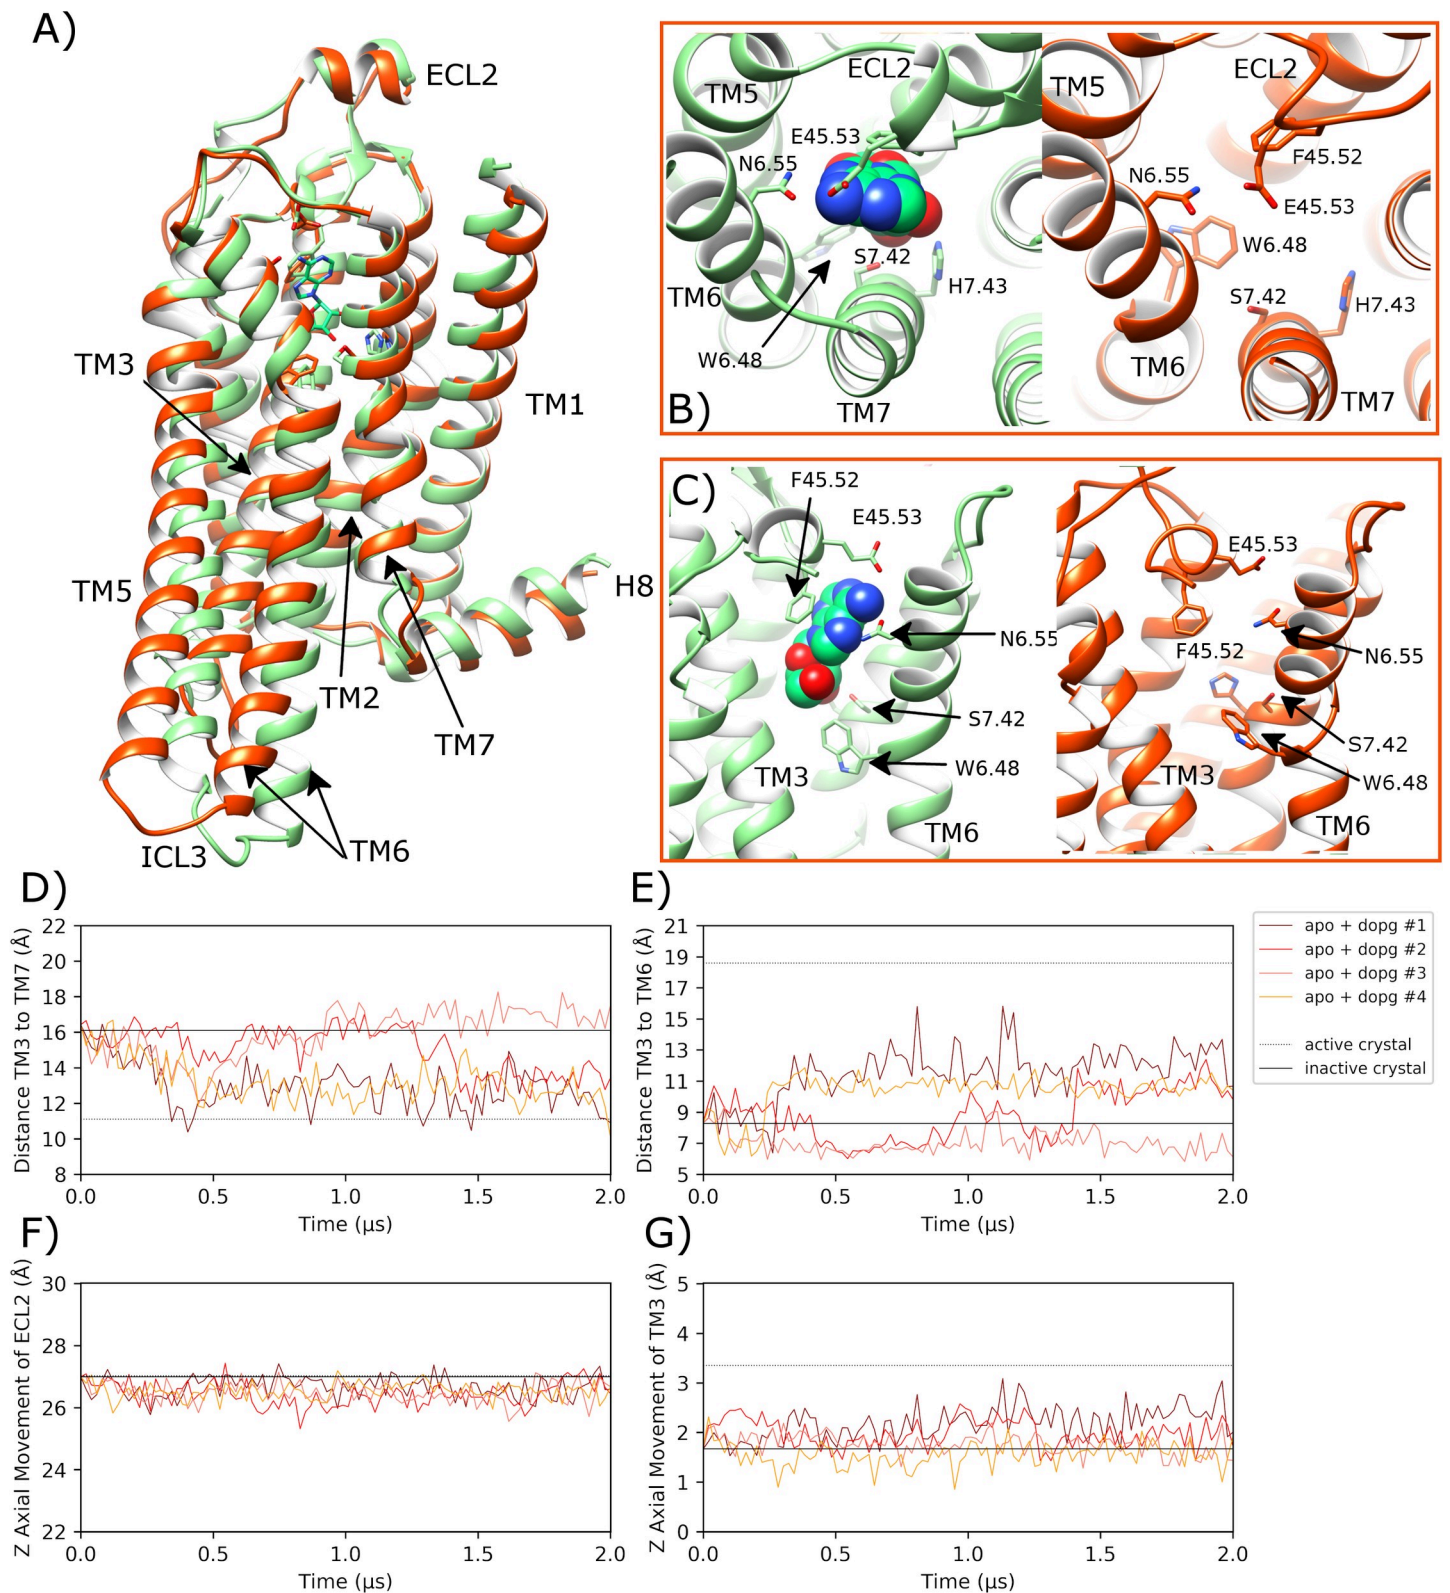 A)
ECL2
TM3
TM1
TM5
H8
TM2
TM7
ICL3
TM6
B)
TM5
ECL2
E45.53
N6.55
S7.42
H7.43
TM6
W6.48
TM7
TM5
ECL2
F45.52
N6.55
E45.53
W6.48
S7.42
H7.43
TM6
TM7
C)
F45.52
E45.53
N6.55
S7.42
W6.48
TM3
TM6
E45.53
F45.52
N6.55
S7.42
W6.48
TM3
TM6
D)
Distance TM3 to TM7 (Å)
22
20
18
16
14
12
10
8
0.0 0.5 1.0 1.5 2.0
Time (μs)
E)
Distance TM3 to TM6 (Å)
21
19
17
15
13
11
9
7
5
0.0 0.5 1.0 1.5 2.0
Time (μs)
apo + dopg #1
apo + dopg #2
apo + dopg #3
apo + dopg #4
active crystal
inactive crystal
F)
Z Axial Movement of ECL2 (Å)
30
28
26
24
22
0.0 0.5 1.0 1.5 2.0
Time (μs)
G)
Z Axial Movement of TM3 (Å)
5
4
3
2
1
0
0.0 0.5 1.0 1.5 2.0
Time (μs)